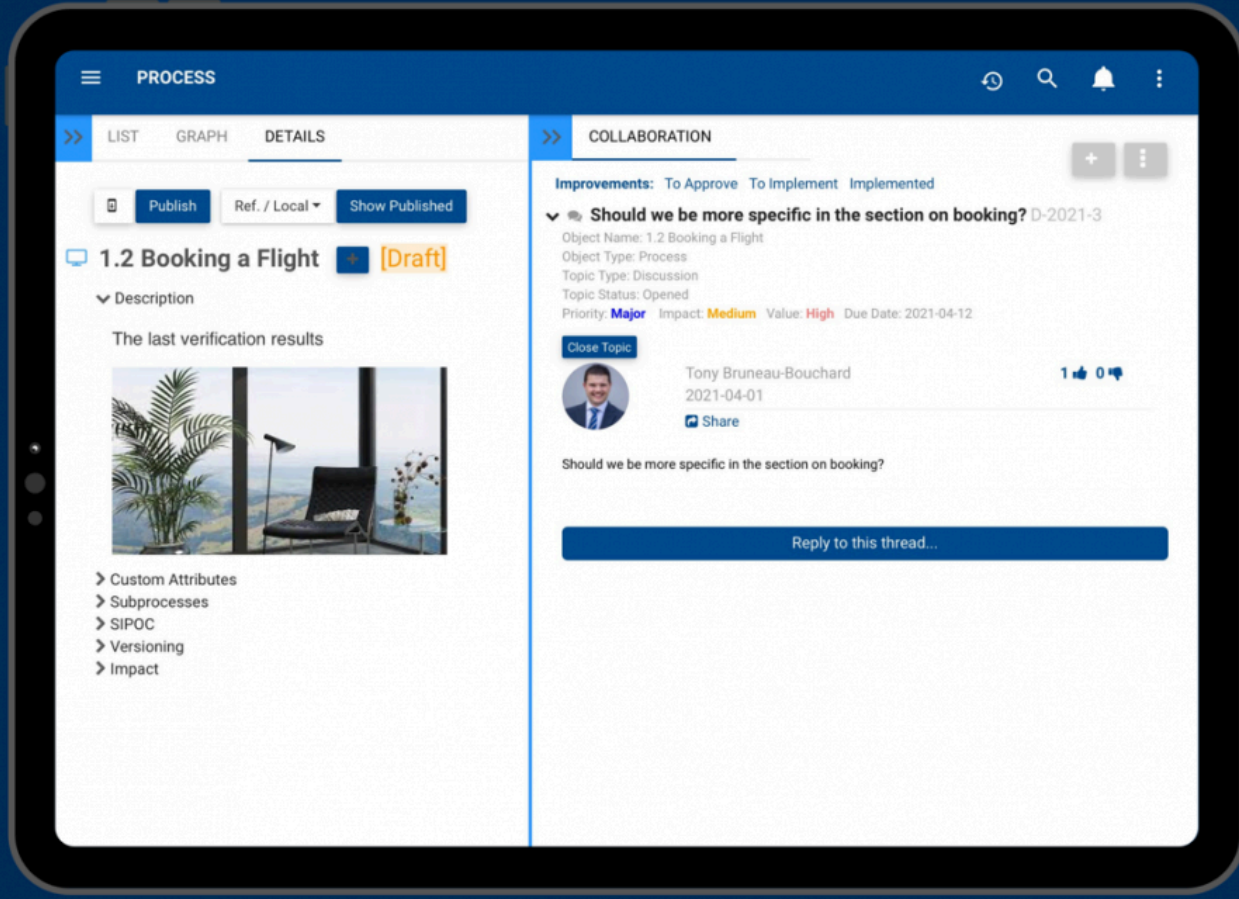 PROCESS
LIST GRAPH DETAILS
Publish Ref. / Local Show Published
1.2 Booking a Flight + [Draft]
Description
The last verification results
Custom Attributes
Subprocesses
SIPOC
Versioning
Impact
COLLABORATION
+
Improvements: To Approve To Implement Implemented
Should we be more specific in the section on booking? D-2021-3
Object Name: 1.2 Booking a Flight
Object Type: Process
Topic Type: Discussion
Topic Status: Opened
Priority: Major Impact: Medium Value: High Due Date: 2021-04-12
Close Topic
Tony Bruneau-Bouchard 1 0
2021-04-01
Share
Should we be more specific in the section on booking?
Reply to this thread...